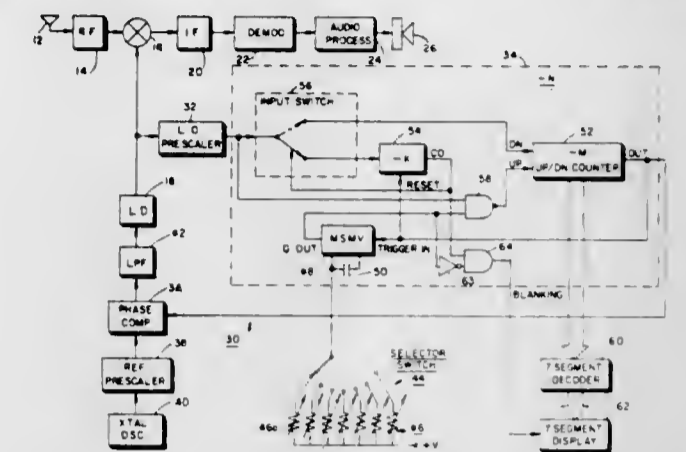 12
RF
14
16
IF
20
DEMOD
22
AUDIO
PROCESS
24
26
34
÷N
56
INPUT SWITCH
32
L.O
PRESCALER
54
÷K
CO
RESET
DN
UP
52
÷M
UP/DN COUNTER
OUT
58
18
L.O
42
LPF
36
PHASE
COMP
38
REF
PRESCALER
40
XTAL
OSC
30
Q OUT
MSMV
TRIGGER IN
48
50
63
64
BLANKING
SELECTOR
SWITCH
44
46a
46
+V
60
7 SEGMENT
DECODER
62
7 SEGMENT
DISPLAY